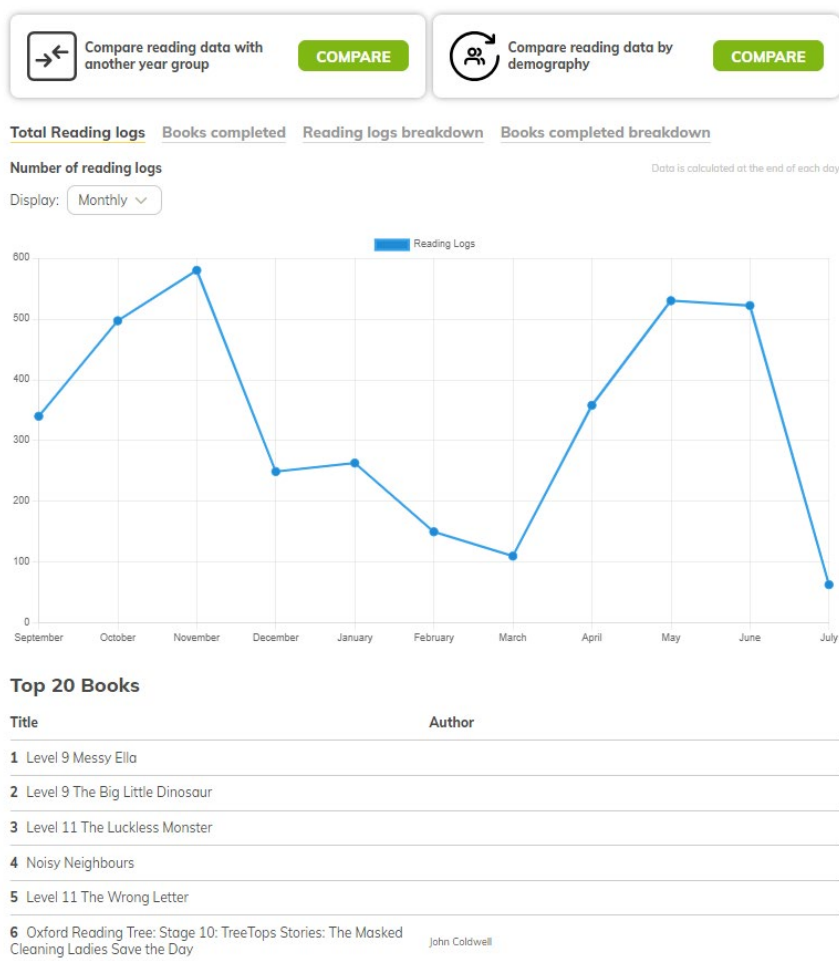 Compare reading data with
another year group
COMPARE
Compare reading data by
demography
COMPARE
Total Reading logs
Books completed
Reading logs breakdown
Books completed breakdown
Number of reading logs
Data is calculated at the end of each day
Display:
Monthly
Reading Logs
600
500
400
300
200
100
0
September
October
November
December
January
February
March
April
May
June
July
Top 20 Books
Title
Author
1 Level 9 Messy Ella
2 Level 9 The Big Little Dinosaur
3 Level 11 The Luckless Monster
4 Noisy Neighbours
5 Level 11 The Wrong Letter
6 Oxford Reading Tree: Stage 10: TreeTops Stories: The Masked
Cleaning Ladies Save the Day
John Coldwell